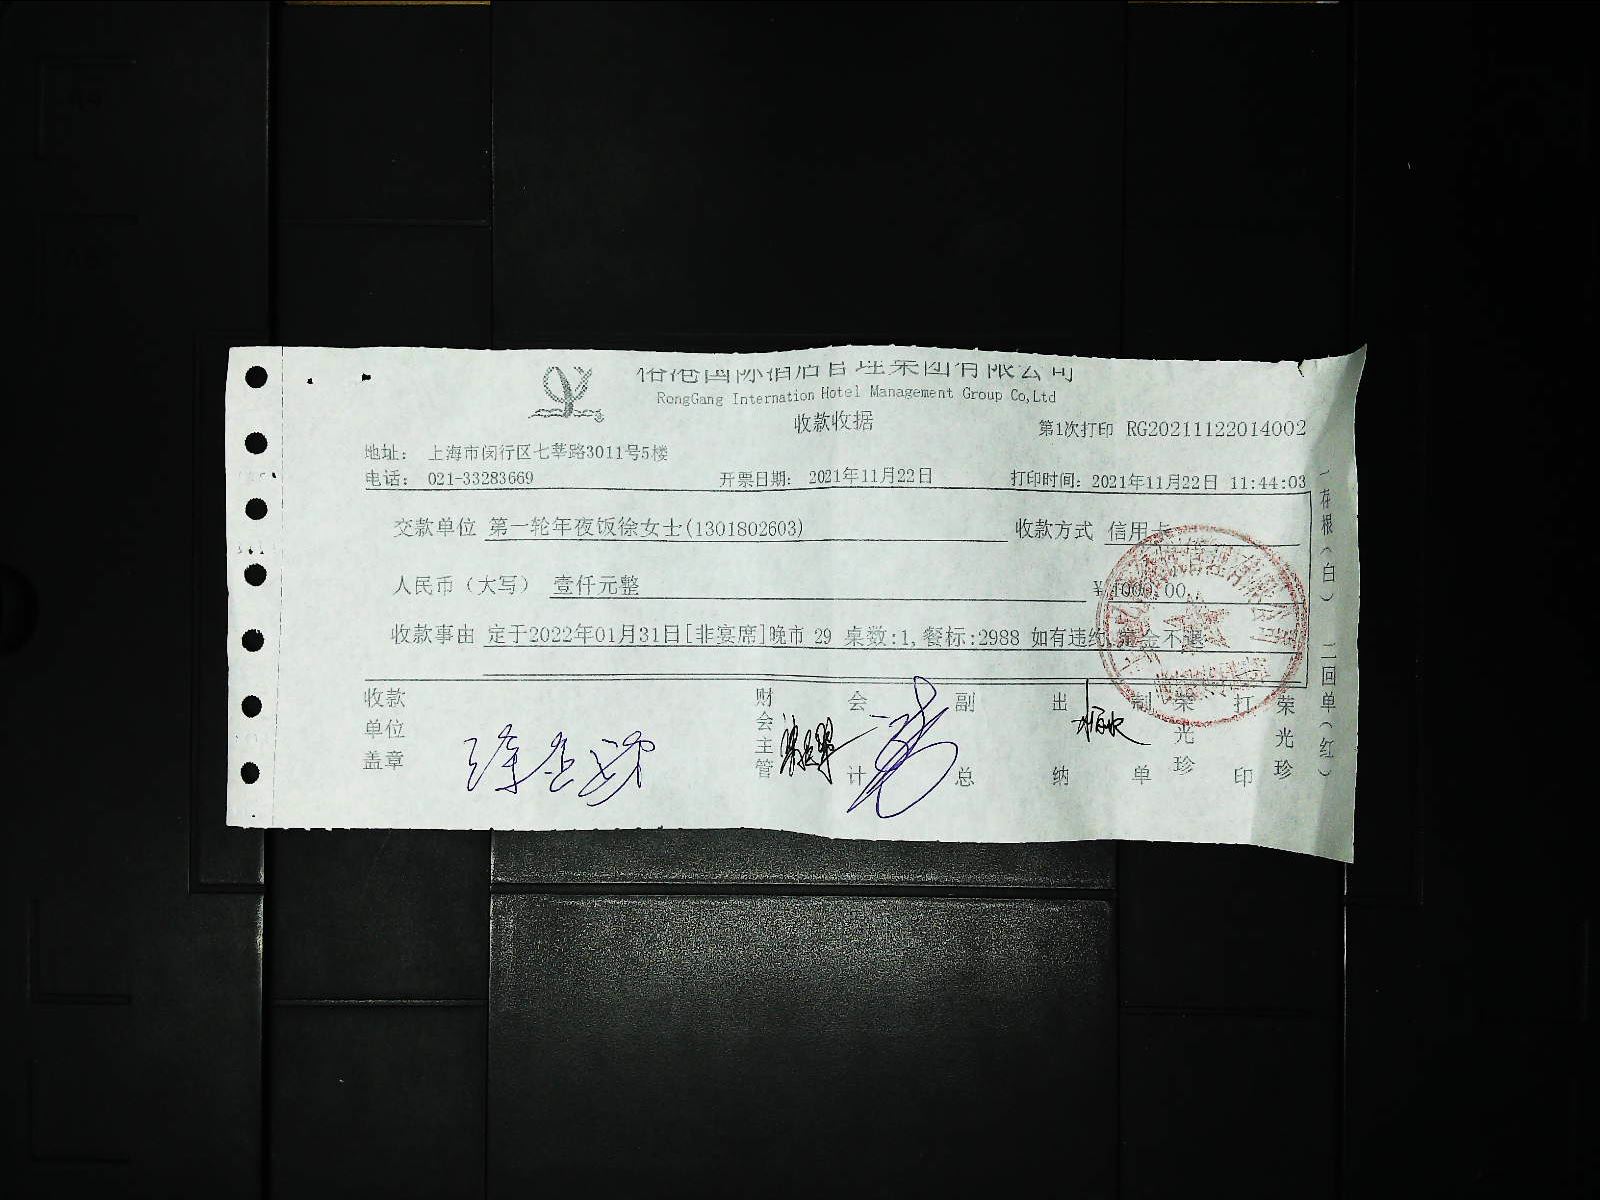 国际酒店管理集团有限公司
RongGang Internation Hotel Management Group Co,Ltd
收款收据
第1次打印 RG20211122014002
地址： 上海市闵行区七莘路3011号5楼
电话： 021-33283669 开票日期： 2021年11月22日 打印时间：2021年11月22日 11:44:03
交款单位 第一轮年夜饭徐女士(1301802603) 收款方式 信用卡
人民币（大写） 壹仟元整 ¥ 1000.00
收款事由 定于2022年01月31日[非宴席]晚市 29 桌数:1,餐标:2988 如有违约,定金不退
收款单位盖章
财会主管
会计
副总
出纳
制单
荣光珍
打印
荣光珍
（存根（白） 二回单（红）